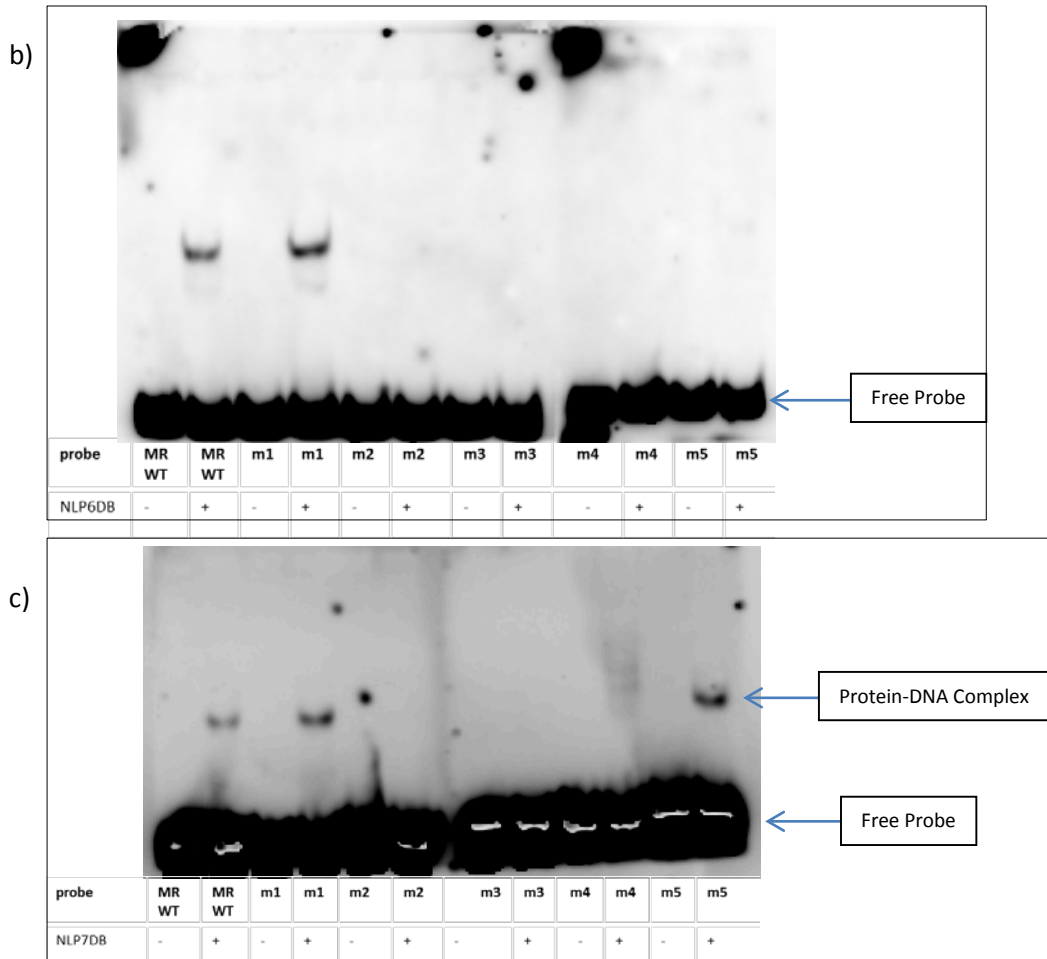 b)
Free Probe
probe MR WT MR WT m1 m1 m2 m2 m3 m3 m4 m4 m5 m5
NLP6DB - + - + - + - + - + - +
c)
Protein-DNA Complex
Free Probe
probe MR WT MR WT m1 m1 m2 m2 m3 m3 m4 m4 m5 m5
NLP7DB - + - + - + - + - + - +